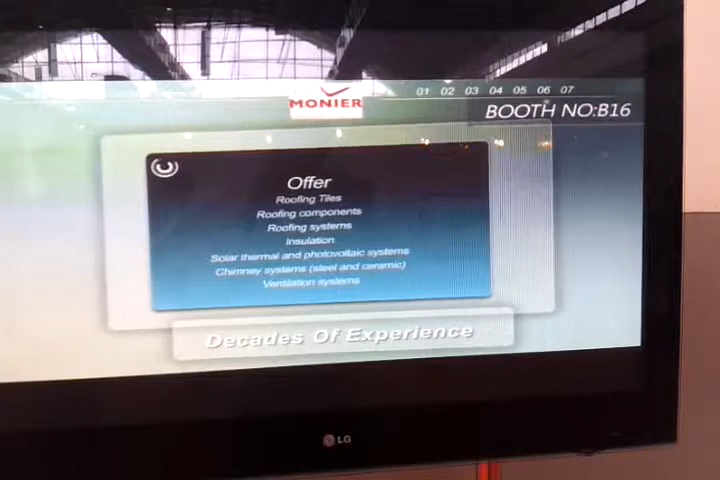 01 02 03 04 05 06 07
MONIER
BOOTH NO:B16
Offer
Roofing Tiles
Roofing components
Roofing systems
Insulation
Solar thermal and photovoltaic systems
Chimney systems (steel and ceramic)
Ventilation systems
Decades Of Experience
LG